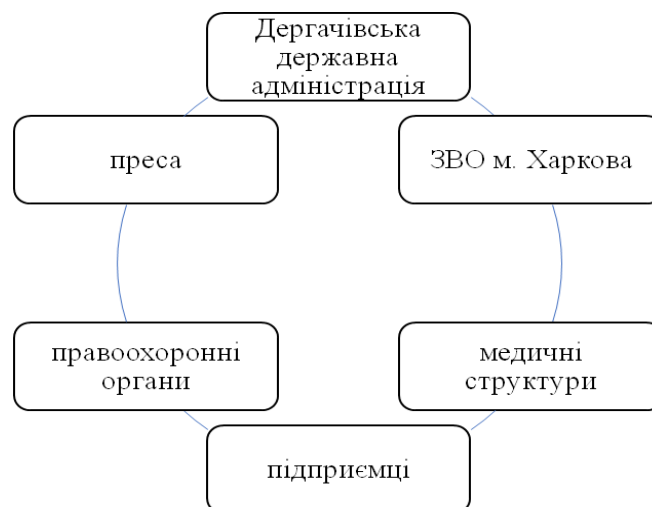 Дергачівська
державна
адміністрація
преса
ЗВО м. Харкова
правоохоронні
органи
медичні
структури
підприємці